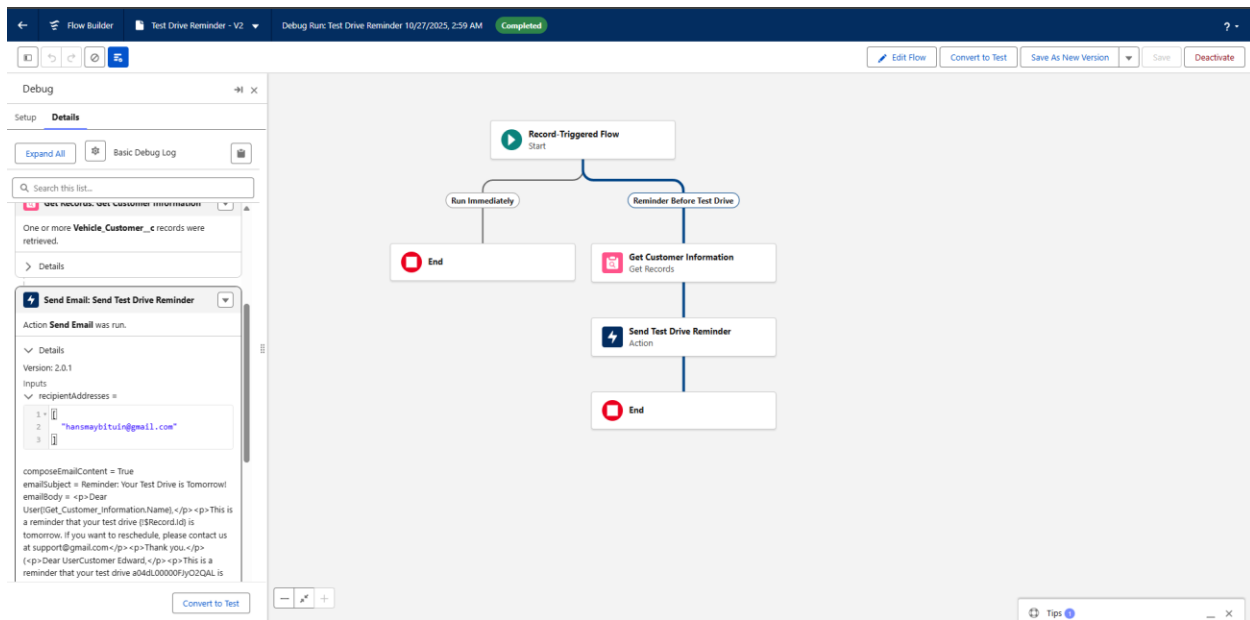 Flow Builder
Test Drive Reminder - V2
Debug Run: Test Drive Reminder 10/27/2025, 2:59 AM
Completed
?
Edit Flow
Convert to Test
Save As New Version
Save
Deactivate
Debug
Setup
Details
Expand All
Basic Debug Log
Search this list...
Get Records: Get Customer Information
One or more Vehicle_Customer__c records were
retrieved.
Details
Send Email: Send Test Drive Reminder
Action Send Email was run.
Details
Version: 2.0.1
Inputs
recipientAddresses =
1 [
2 "hansmaybituin@gmail.com"
3 ]
composeEmailContent = True
emailSubject = Reminder: Your Test Drive is Tomorrow!
emailBody = <p>Dear
User{!Get_Customer_Information.Name},</p><p>This is
a reminder that your test drive {!$Record.Id} is
tomorrow. If you want to reschedule, please contact us
at support@gmail.com</p><p>Thank you.</p>
(<p>Dear UserCustomer Edward,</p><p>This is a
reminder that your test drive a04dL00000FJyO2QAL is
Convert to Test
Record-Triggered Flow
Start
Run Immediately
Reminder Before Test Drive
End
Get Customer Information
Get Records
Send Test Drive Reminder
Action
End
Tips 1